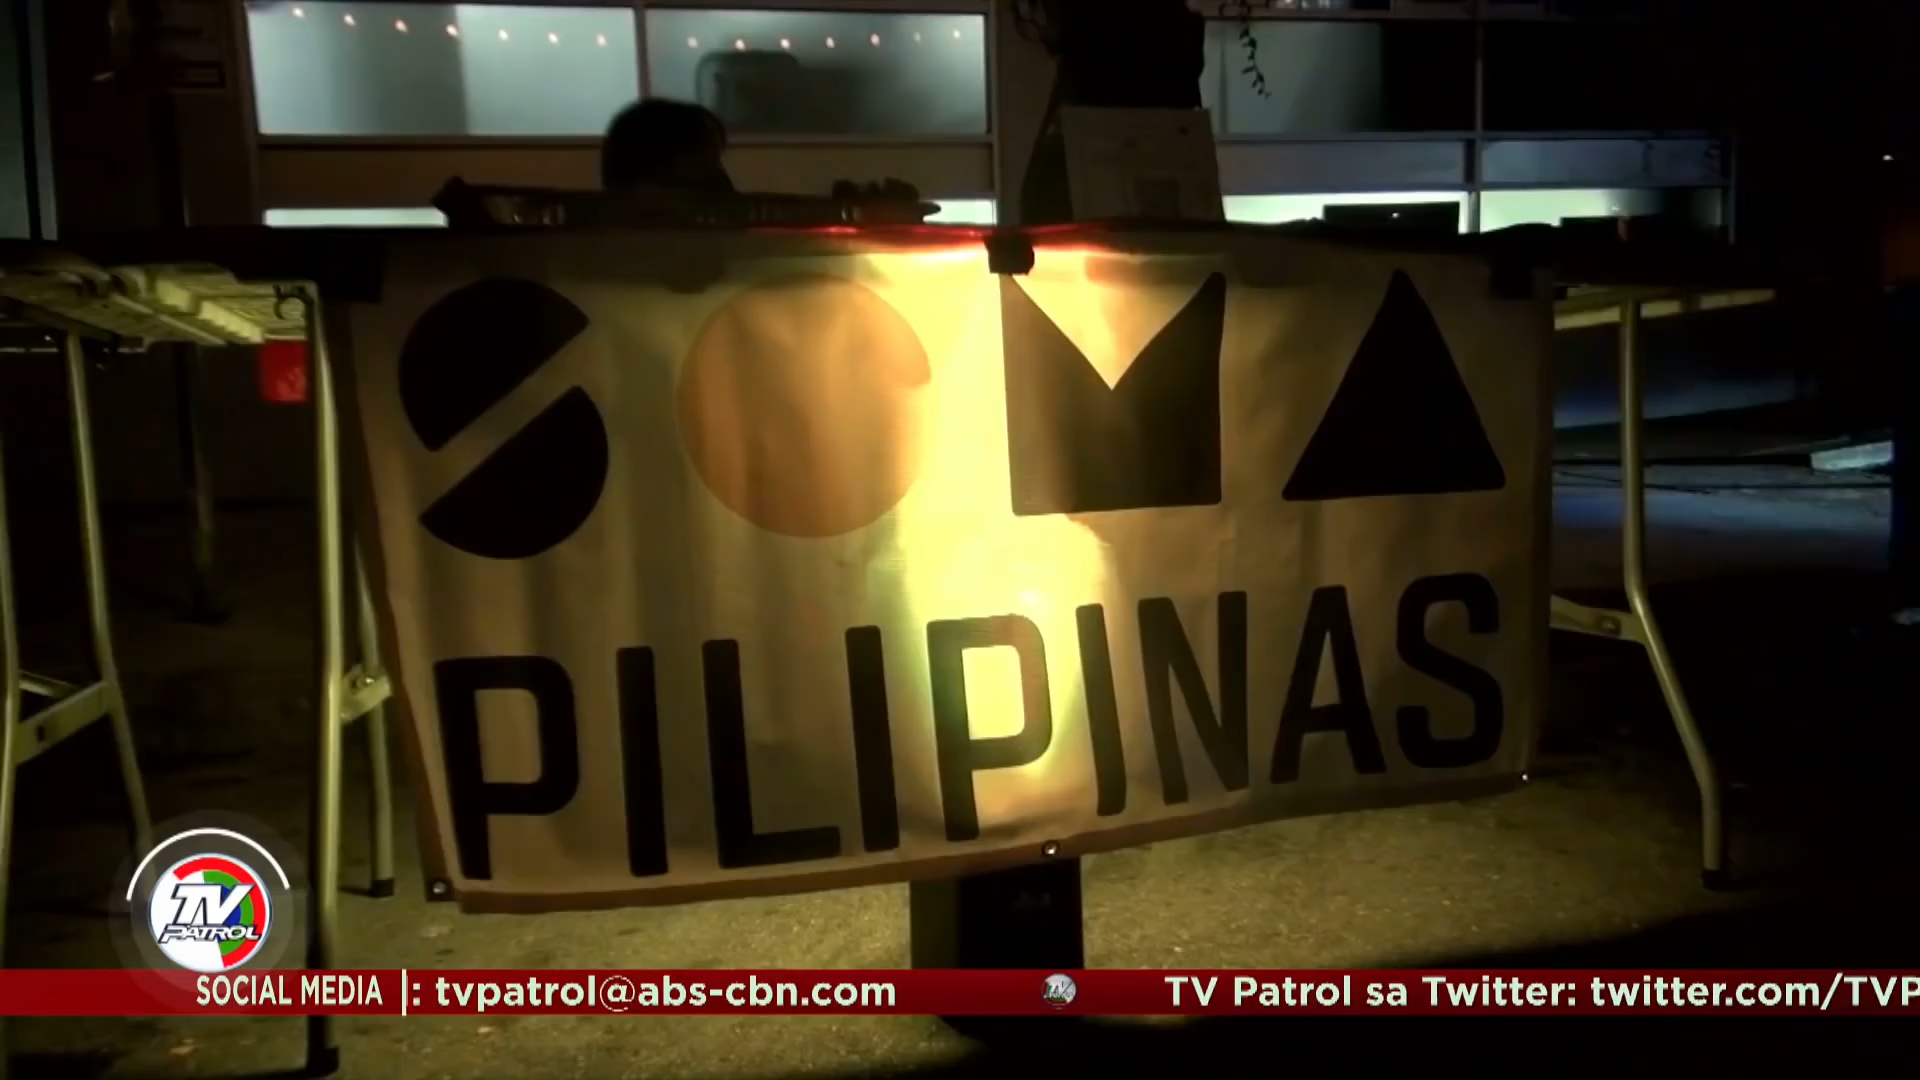 SOMA
PILIPINAS
TV
PATROL
SOCIAL MEDIA
: tvpatrol@abs-cbn.com
TV Patrol sa Twitter: twitter.com/TVP